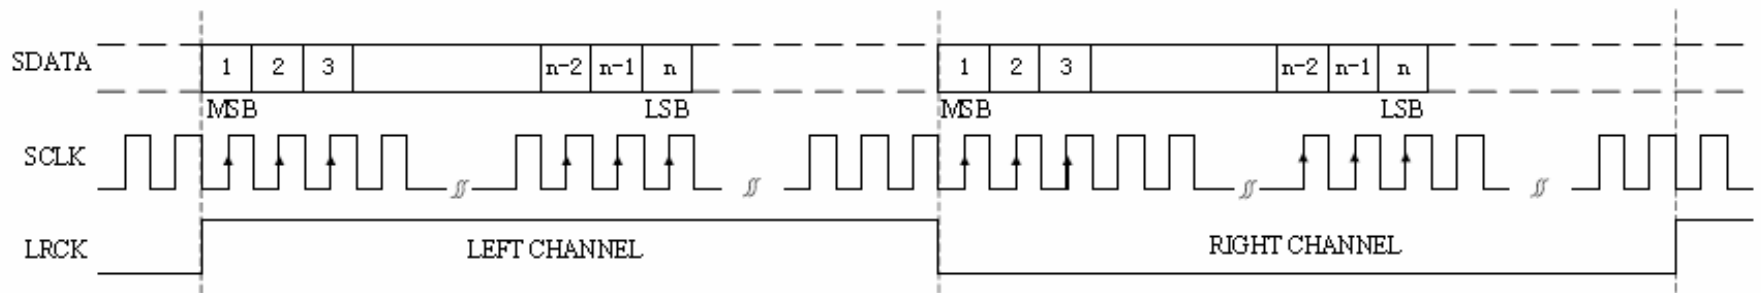 SDATA 1 2 3 n-2 n-1 n 1 2 3 n-2 n-1 n
MSB LSB MSB LSB
SCLK
LRCK LEFT CHANNEL RIGHT CHANNEL